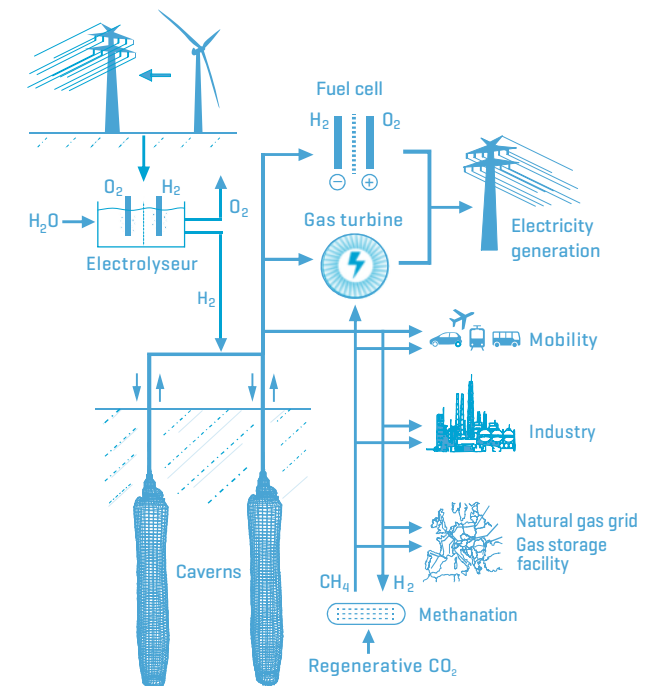 Fuel cell
H₂ O₂
− +
O₂ H₂
O₂
H₂O
Electrolyseur
Gas turbine
Electricity
generation
H₂
Mobility
Industry
Natural gas grid
Gas storage
facility
Caverns
CH₄ H₂
Methanation
Regenerative CO₂